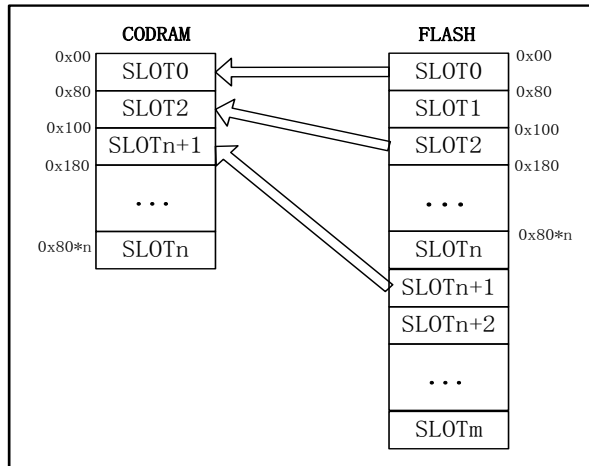 CODRAM
0x00
SLOT0
0x80
SLOT2
0x100
SLOTn+1
0x180
...
0x80*n
SLOTn
FLASH
SLOT0
0x00
SLOT1
0x80
SLOT2
0x100
0x180
...
SLOTn
0x80*n
SLOTn+1
SLOTn+2
...
SLOTm